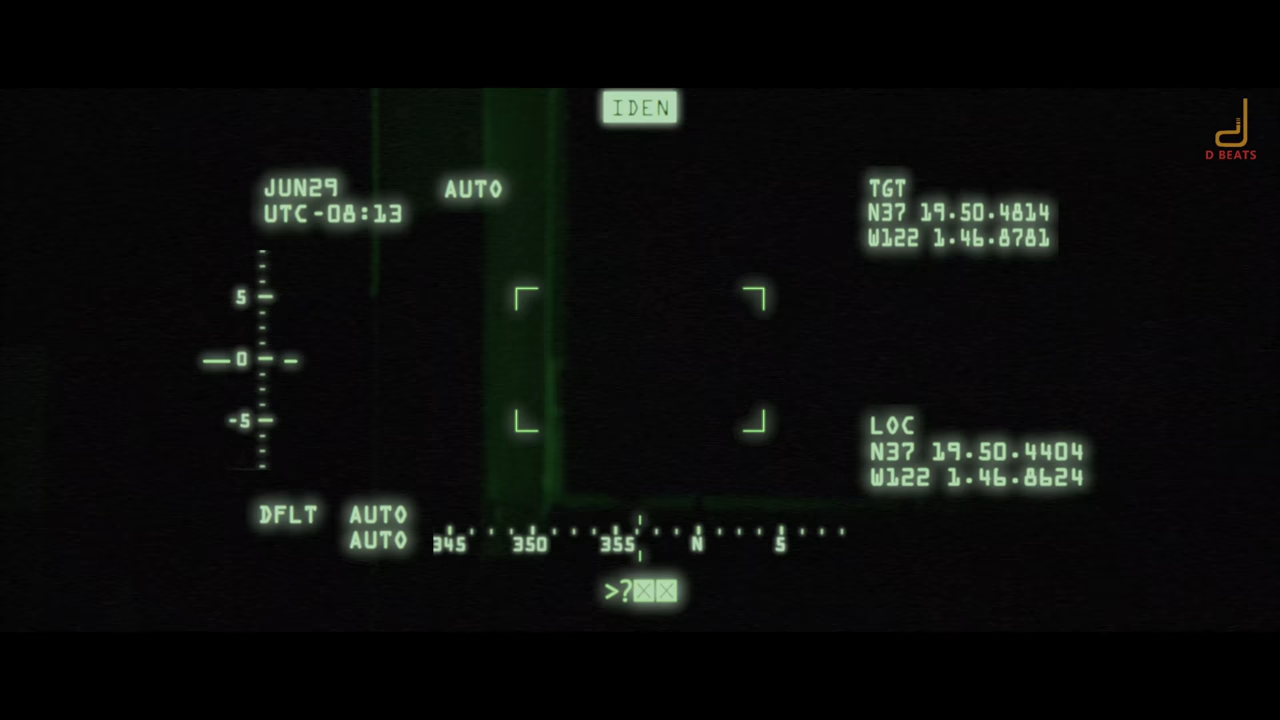 IDEN
D BEATS
JUN29
UTC-08:13
AUTO
TGT
N37 19.50.4814
W122 1.46.8781
5
0
-5
LOC
N37 19.50.4404
W122 1.46.8624
DFLT AUTO
AUTO
345 350 355 N 5
>?